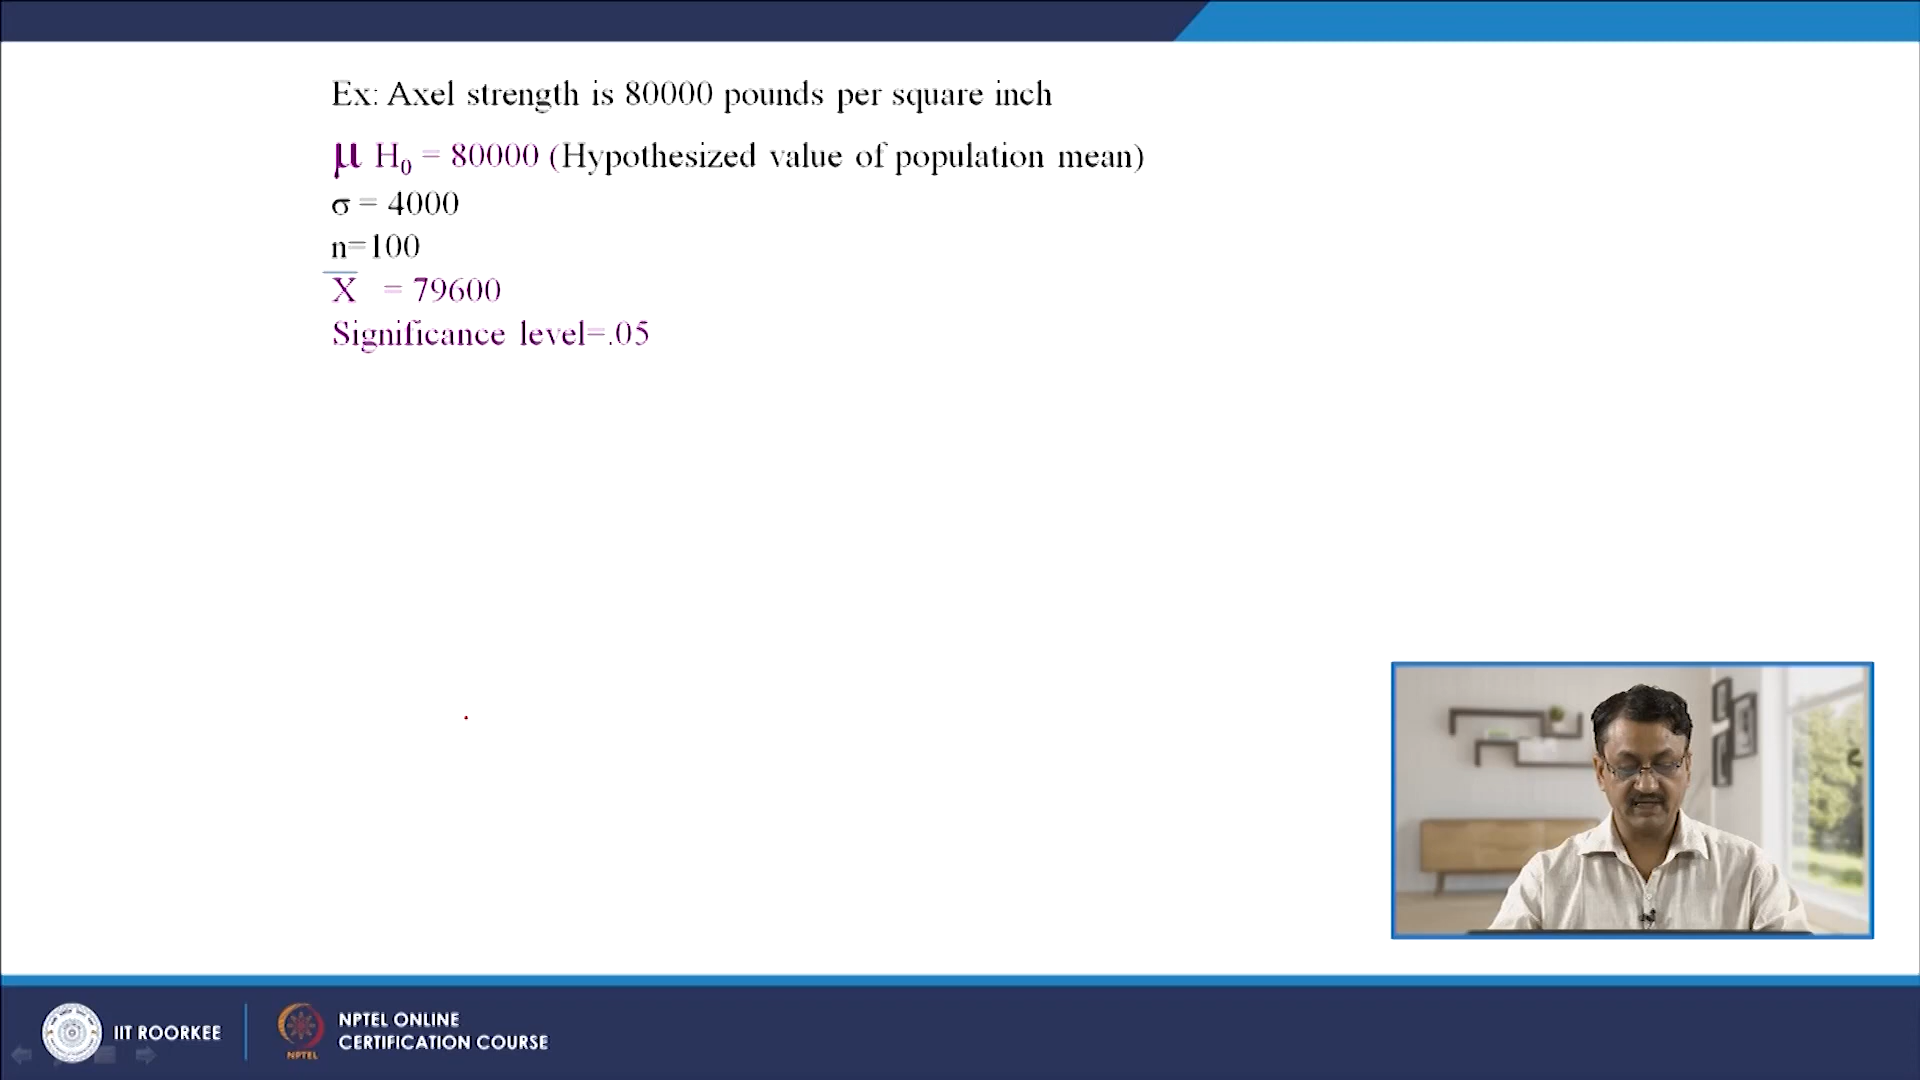 Ex: Axel strength is 80000 pounds per square inch
μ H₀ = 80000 (Hypothesized value of population mean)
σ = 4000
n=100
X̅ = 79600
Significance level=.05
IIT ROORKEE
NPTEL
NPTEL ONLINE
CERTIFICATION COURSE